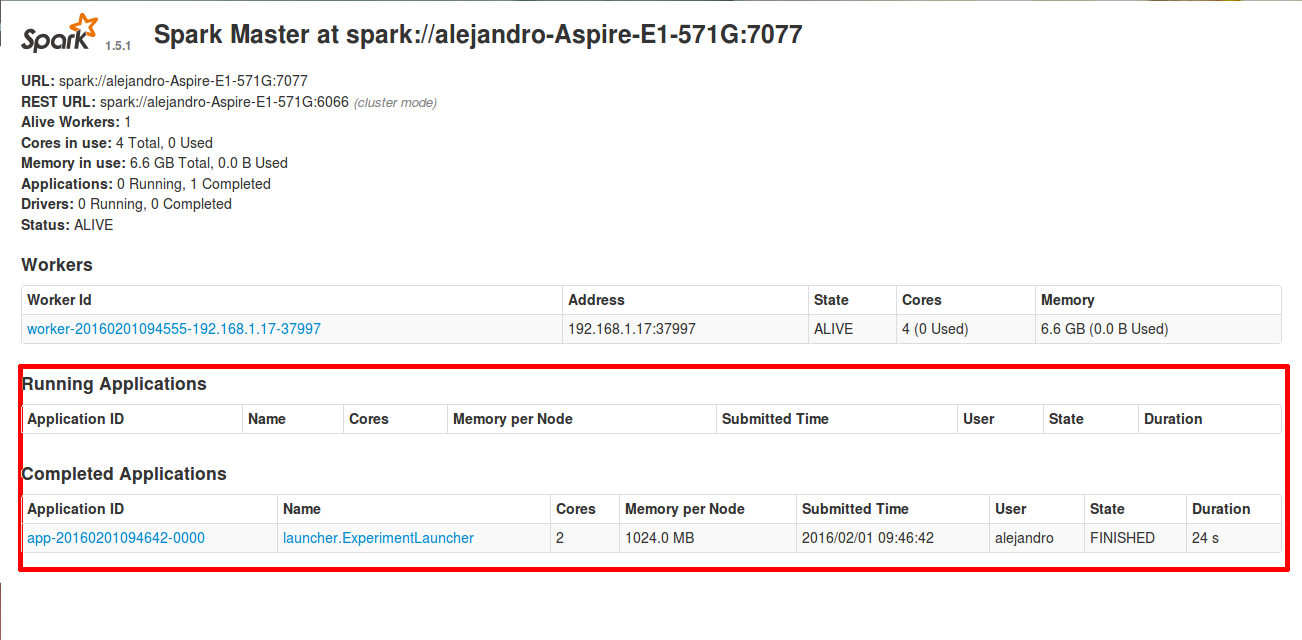 Spark 1.5.1 Spark Master at spark://alejandro-Aspire-E1-571G:7077
URL: spark://alejandro-Aspire-E1-571G:7077
REST URL: spark://alejandro-Aspire-E1-571G:6066 (cluster mode)
Alive Workers: 1
Cores in use: 4 Total, 0 Used
Memory in use: 6.6 GB Total, 0.0 B Used
Applications: 0 Running, 1 Completed
Drivers: 0 Running, 0 Completed
Status: ALIVE
Workers
Worker Id Address State Cores Memory
worker-20160201094555-192.168.1.17-37997 192.168.1.17:37997 ALIVE 4 (0 Used) 6.6 GB (0.0 B Used)
Running Applications
Application ID Name Cores Memory per Node Submitted Time User State Duration
Completed Applications
Application ID Name Cores Memory per Node Submitted Time User State Duration
app-20160201094642-0000 launcher.ExperimentLauncher 2 1024.0 MB 2016/02/01 09:46:42 alejandro FINISHED 24 s